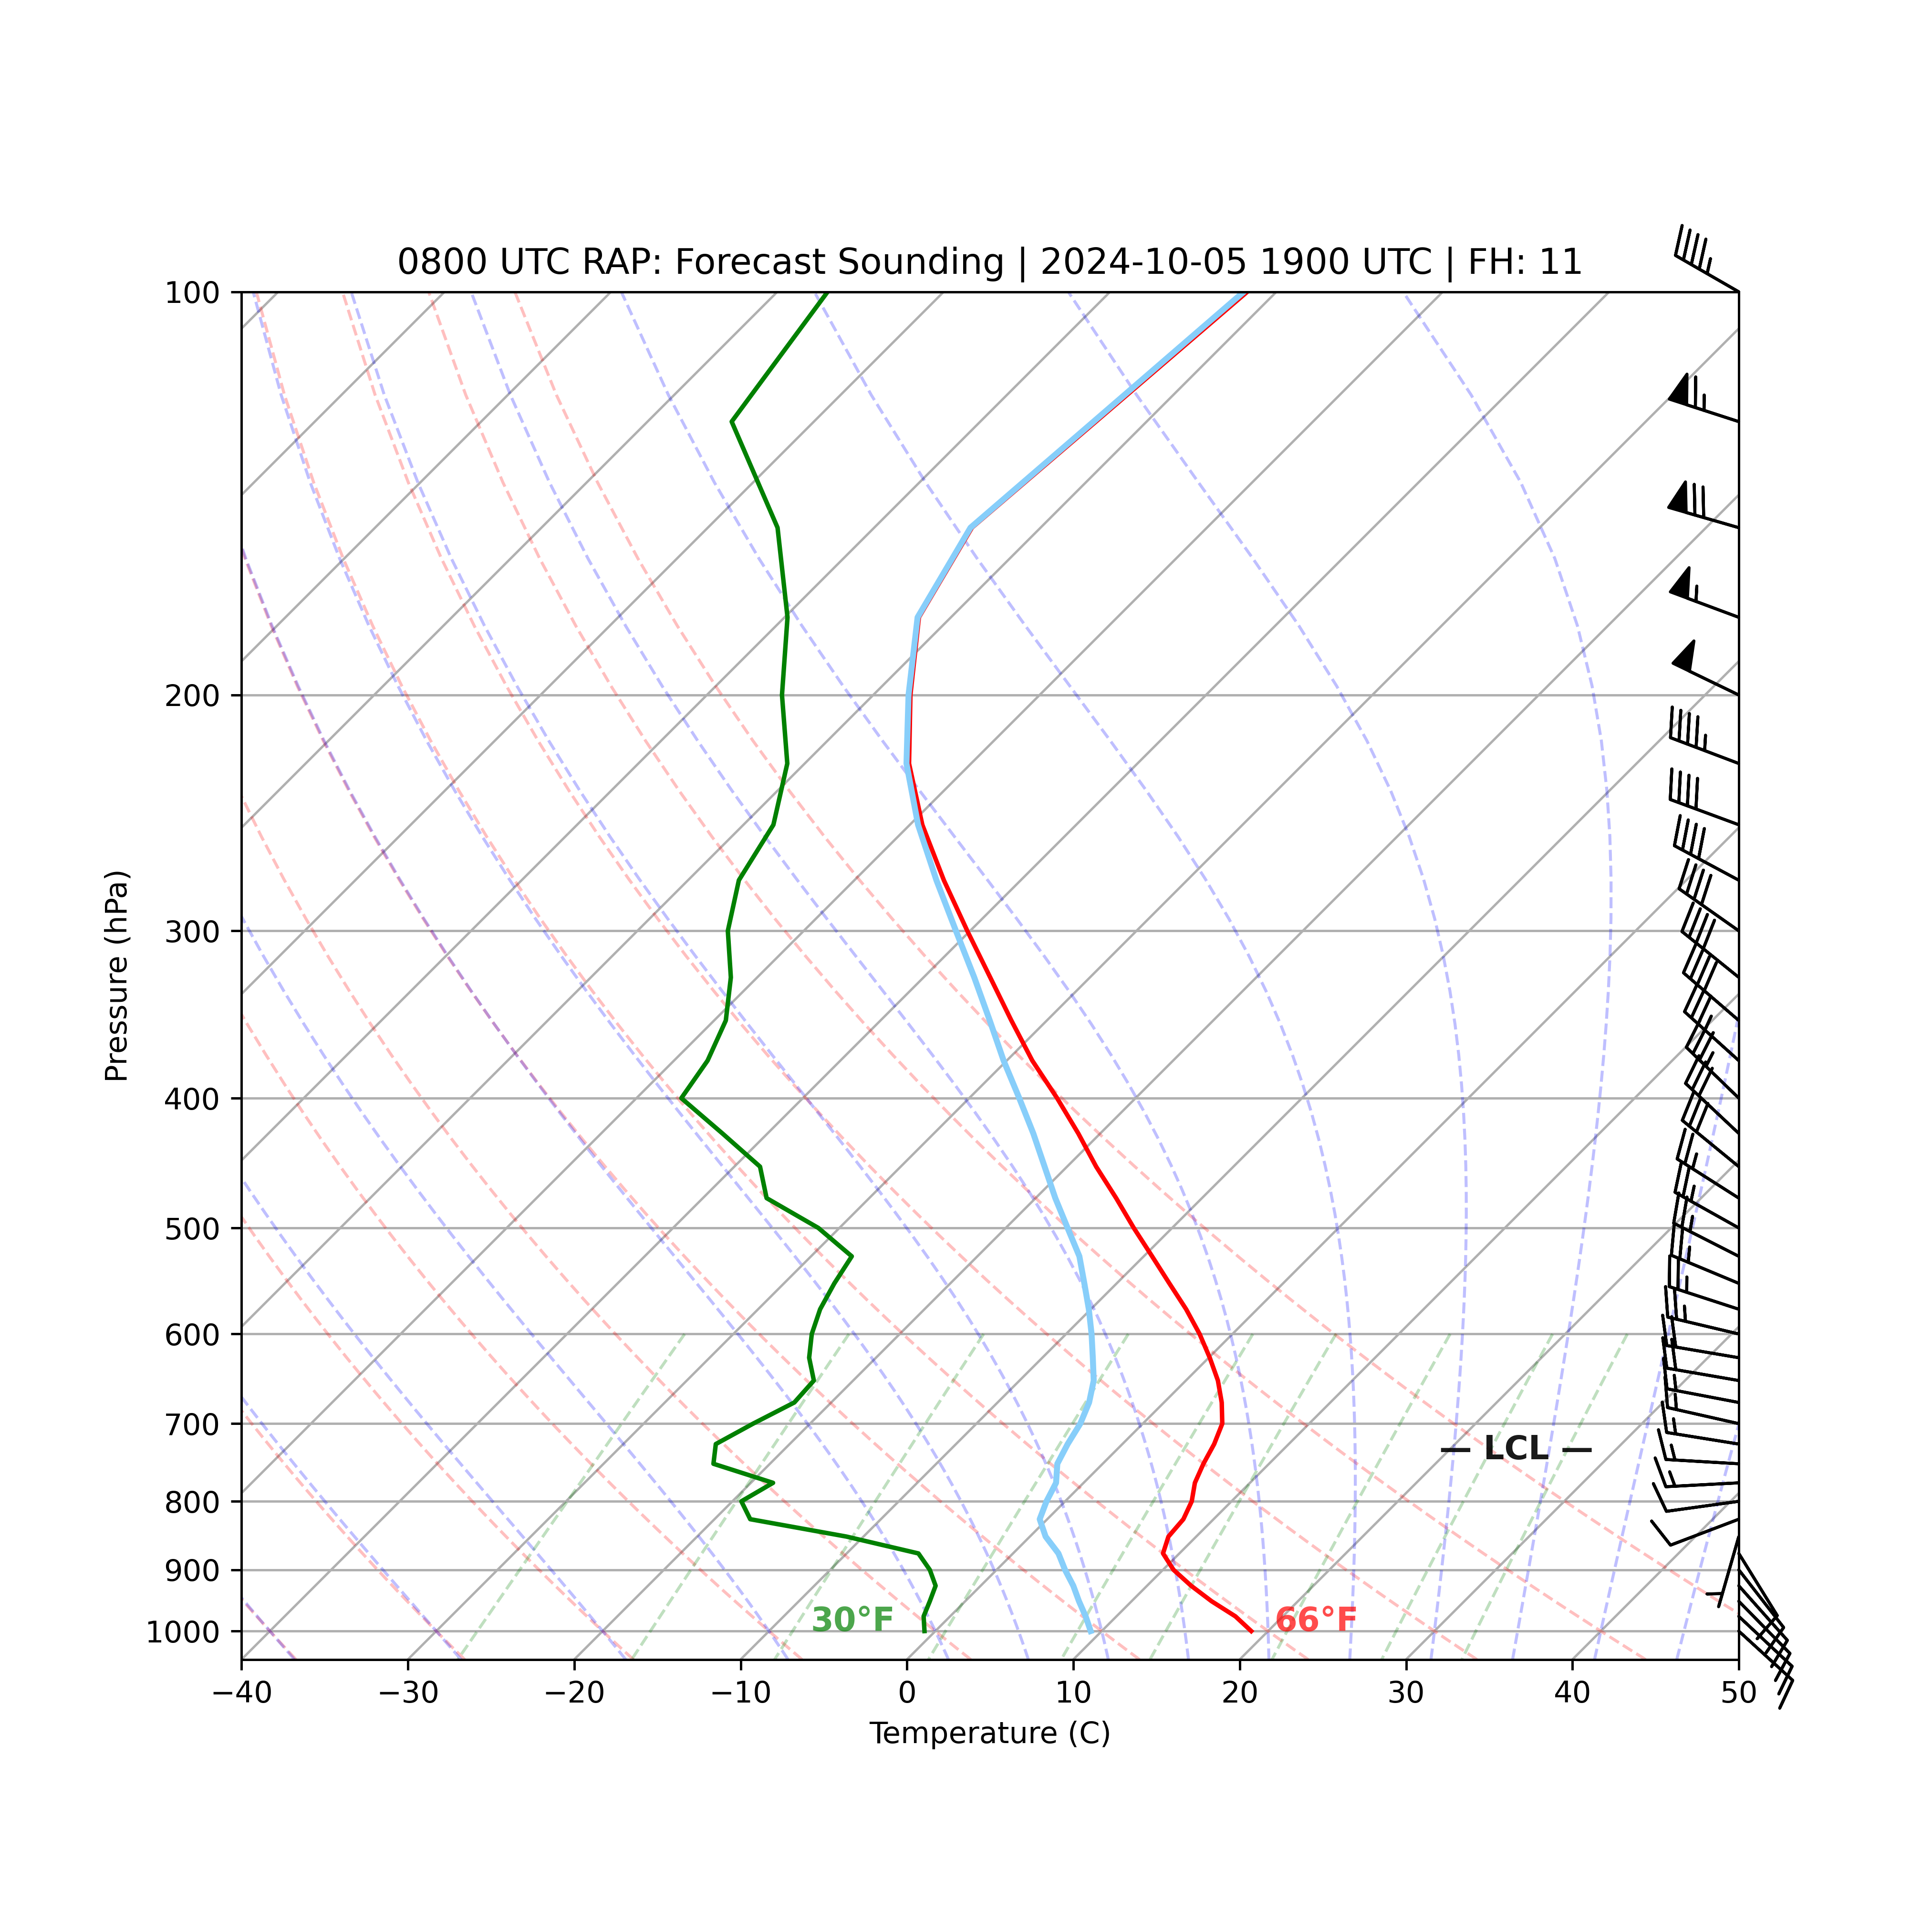 0800 UTC RAP: Forecast Sounding | 2024-10-05 1900 UTC | FH: 11
100
200
300
400
500
600
700
800
900
1000
Pressure (hPa)
— LCL —
30°F
66°F
−40 −30 −20 −10 0 10 20 30 40 50
Temperature (C)